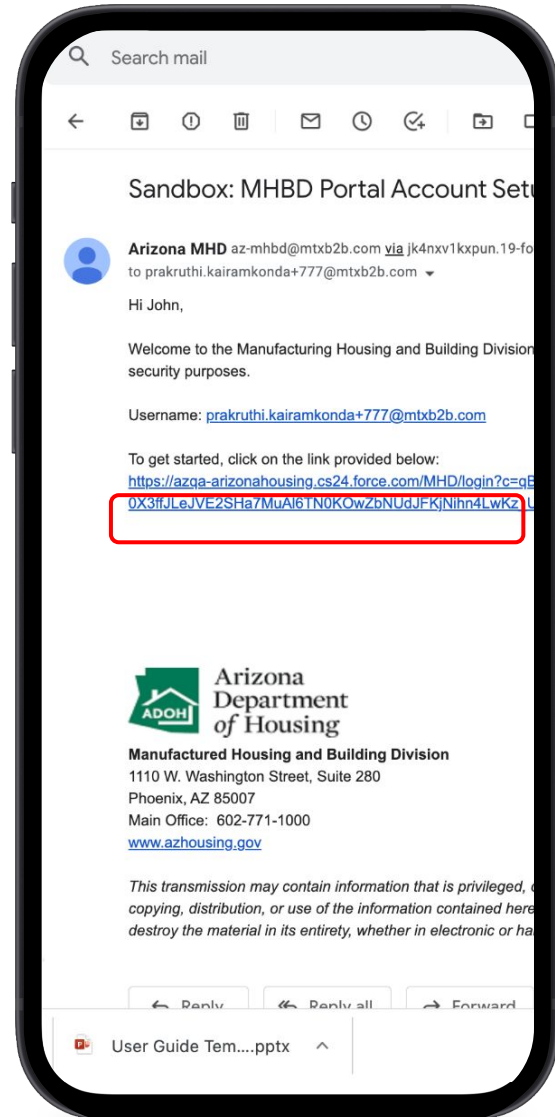 Search mail
Sandbox: MHBD Portal Account Setu
Arizona MHD az-mhbd@mtxb2b.com via jk4nxv1kxpun.19-fo
to prakruthi.kairamkonda+777@mtxb2b.com
Hi John,
Welcome to the Manufacturing Housing and Building Division
security purposes.
Username: prakruthi.kairamkonda+777@mtxb2b.com
To get started, click on the link provided below:
https://azqa-arizonahousing.cs24.force.com/MHD/login?c=qB
0X3ffJLeJVE2SHa7MuAl6TN0KOwZbNUdJFKjNihn4LwKz_U
ADOH
Arizona
Department
of Housing
Manufactured Housing and Building Division
1110 W. Washington Street, Suite 280
Phoenix, AZ 85007
Main Office: 602-771-1000
www.azhousing.gov
This transmission may contain information that is privileged,
copying, distribution, or use of the information contained here
destroy the material in its entirety, whether in electronic or ha
Reply Reply all Forward
User Guide Tem....pptx